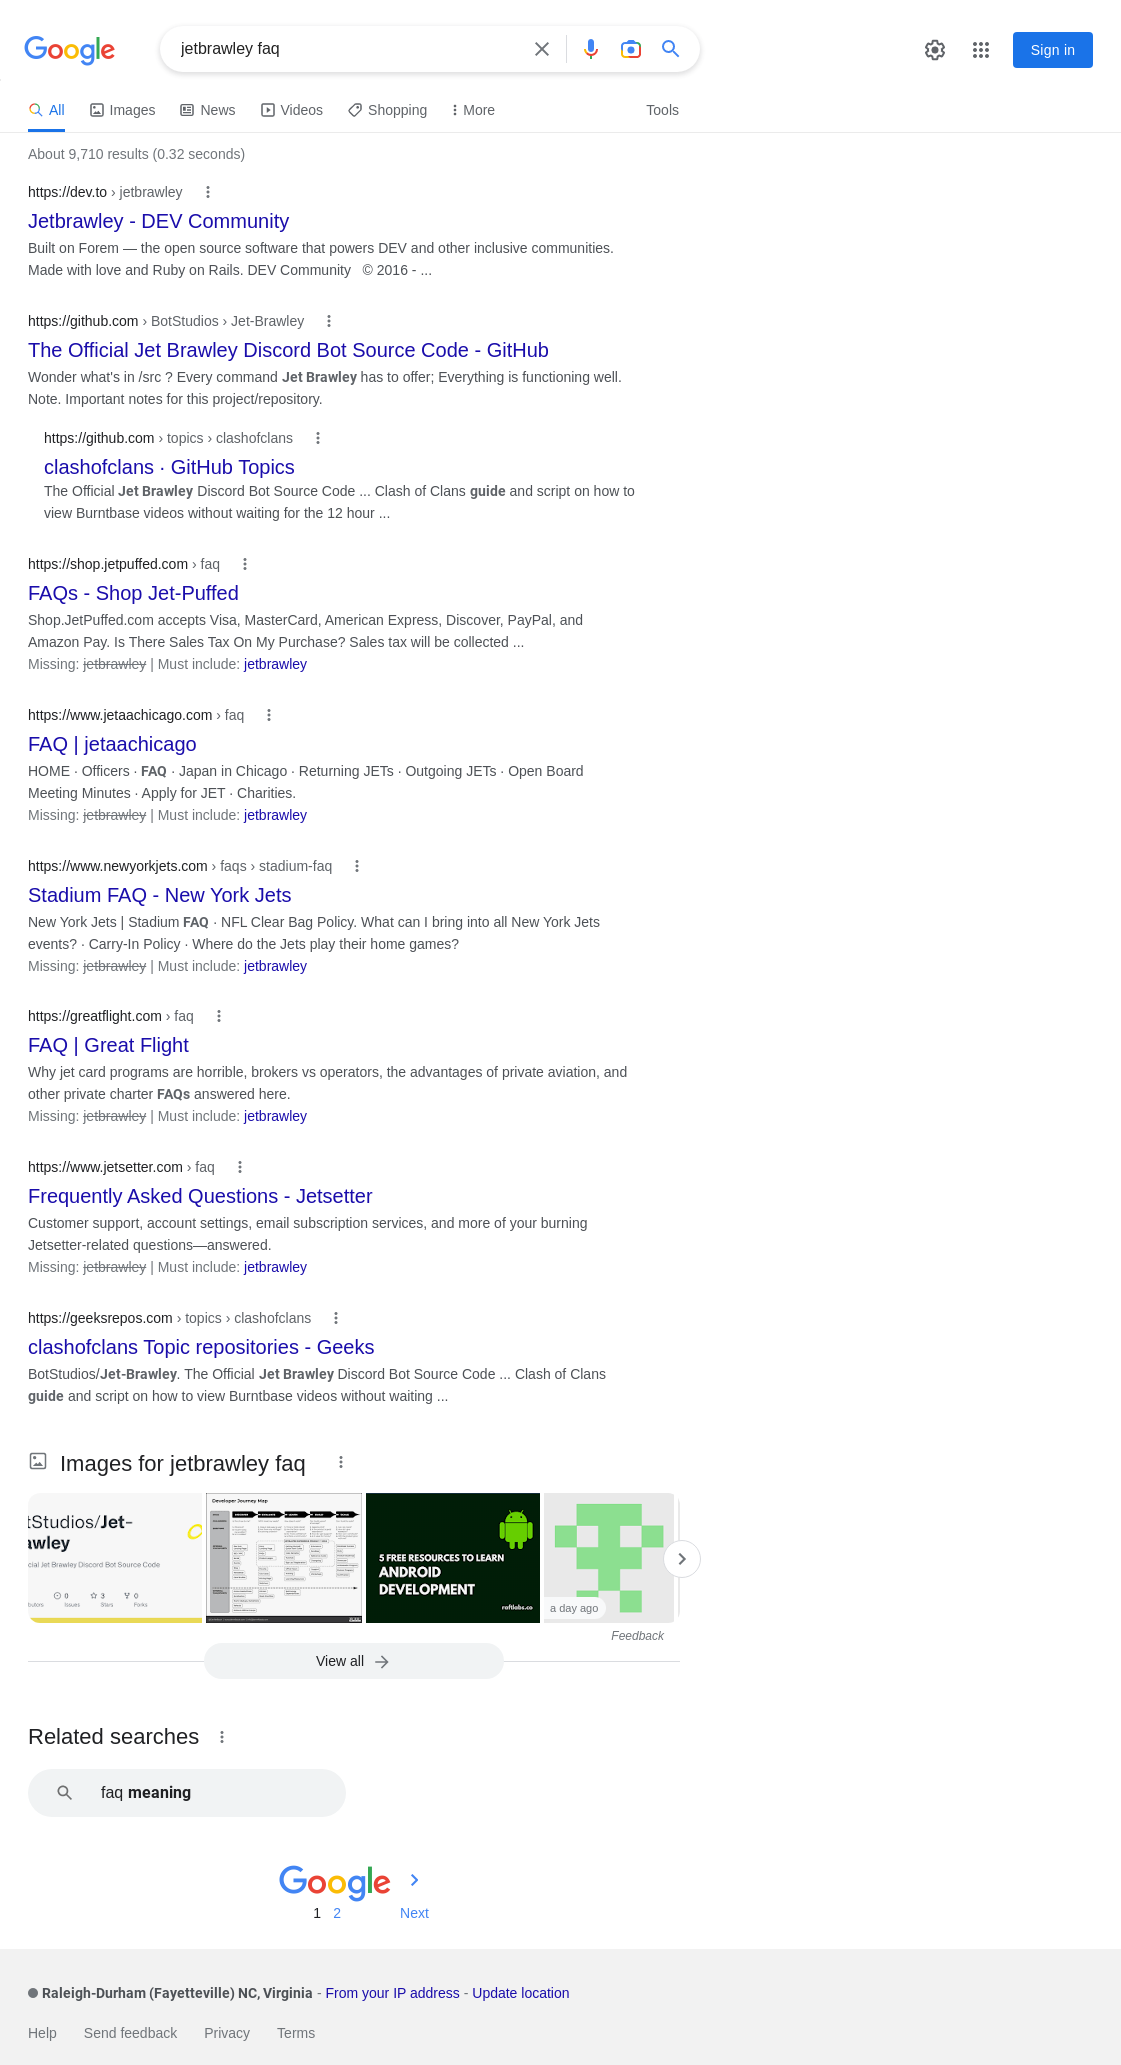 Google
jetbrawley faq
Sign in
All Images News Videos Shopping More Tools
About 9,710 results (0.32 seconds)
https://dev.to › jetbrawley
Jetbrawley - DEV Community
Built on Forem — the open source software that powers DEV and other inclusive communities.
Made with love and Ruby on Rails. DEV Community © 2016 - ...
https://github.com › BotStudios › Jet-Brawley
The Official Jet Brawley Discord Bot Source Code - GitHub
Wonder what's in /src ? Every command Jet Brawley has to offer; Everything is functioning well.
Note. Important notes for this project/repository.
https://github.com › topics › clashofclans
clashofclans · GitHub Topics
The Official Jet Brawley Discord Bot Source Code ... Clash of Clans guide and script on how to
view Burntbase videos without waiting for the 12 hour ...
https://shop.jetpuffed.com › faq
FAQs - Shop Jet-Puffed
Shop.JetPuffed.com accepts Visa, MasterCard, American Express, Discover, PayPal, and
Amazon Pay. Is There Sales Tax On My Purchase? Sales tax will be collected ...
Missing: jetbrawley | Must include: jetbrawley
https://www.jetaachicago.com › faq
FAQ | jetaachicago
HOME · Officers · FAQ · Japan in Chicago · Returning JETs · Outgoing JETs · Open Board
Meeting Minutes · Apply for JET · Charities.
Missing: jetbrawley | Must include: jetbrawley
https://www.newyorkjets.com › faqs › stadium-faq
Stadium FAQ - New York Jets
New York Jets | Stadium FAQ · NFL Clear Bag Policy. What can I bring into all New York Jets
events? · Carry-In Policy · Where do the Jets play their home games?
Missing: jetbrawley | Must include: jetbrawley
https://greatflight.com › faq
FAQ | Great Flight
Why jet card programs are horrible, brokers vs operators, the advantages of private aviation, and
other private charter FAQs answered here.
Missing: jetbrawley | Must include: jetbrawley
https://www.jetsetter.com › faq
Frequently Asked Questions - Jetsetter
Customer support, account settings, email subscription services, and more of your burning
Jetsetter-related questions—answered.
Missing: jetbrawley | Must include: jetbrawley
https://geeksrepos.com › topics › clashofclans
clashofclans Topic repositories - Geeks
BotStudios/Jet-Brawley. The Official Jet Brawley Discord Bot Source Code ... Clash of Clans
guide and script on how to view Burntbase videos without waiting ...
Images for jetbrawley faq
tStudios/Jet-
awley
cial Jet Brawley Discord Bot Source Code
0 3 0
butors Issues Stars Forks
Developer Journey Map
5 FREE RESOURCES TO LEARN
ANDROID
DEVELOPMENT
raftlabs.co
a day ago
Feedback
View all
Related searches
faq meaning
Google
1 2 Next
Raleigh-Durham (Fayetteville) NC, Virginia - From your IP address - Update location
Help Send feedback Privacy Terms